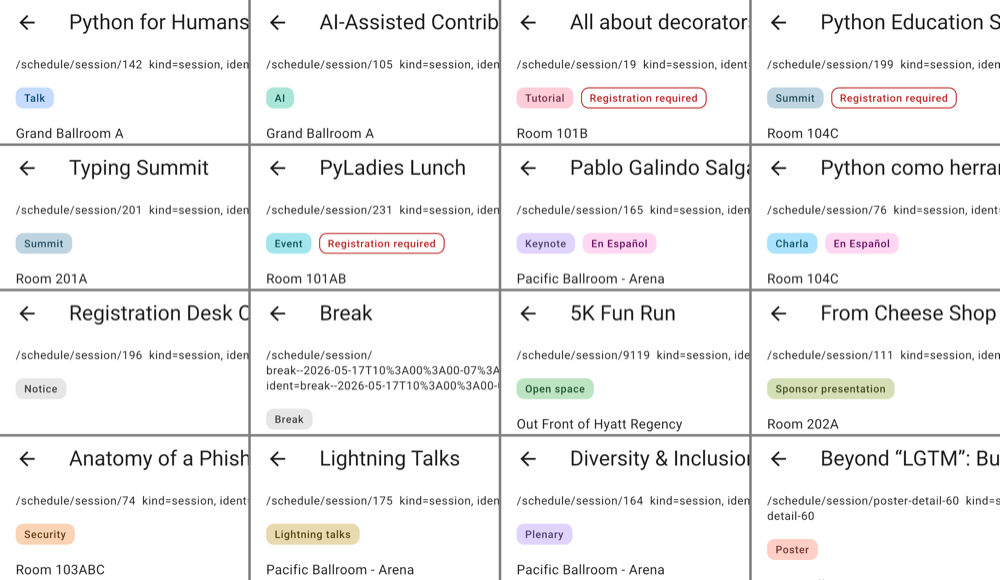 Python for Humans
/schedule/session/142 kind=session, iden
Talk
Grand Ballroom A
AI-Assisted Contrib
/schedule/session/105 kind=session, iden
AI
Grand Ballroom A
All about decorator
/schedule/session/19 kind=session, ident
Tutorial Registration required
Room 101B
Python Education S
/schedule/session/199 kind=session, iden
Summit Registration required
Room 104C
Typing Summit
/schedule/session/201 kind=session, iden
Summit
Room 201A
PyLadies Lunch
/schedule/session/231 kind=session, iden
Event Registration required
Room 101AB
Pablo Galindo Salga
/schedule/session/165 kind=session, iden
Keynote En Español
Pacific Ballroom - Arena
Python como herra
/schedule/session/76 kind=session, ident
Charla En Español
Room 104C
Registration Desk O
/schedule/session/196 kind=session, iden
Notice
Break
/schedule/session/
break--2026-05-17T10%3A00%3A00-07%3A
ident=break--2026-05-17T10%3A00%3A00-
Break
5K Fun Run
/schedule/session/9119 kind=session, ide
Open space
Out Front of Hyatt Regency
From Cheese Shop
/schedule/session/111 kind=session, iden
Sponsor presentation
Room 202A
Anatomy of a Phish
/schedule/session/74 kind=session, ident
Security
Room 103ABC
Lightning Talks
/schedule/session/175 kind=session, iden
Lightning talks
Pacific Ballroom - Arena
Diversity & Inclusion
/schedule/session/164 kind=session, iden
Plenary
Pacific Ballroom - Arena
Beyond “LGTM”: Bu
/schedule/session/poster-detail-60 kind=s
detail-60
Poster